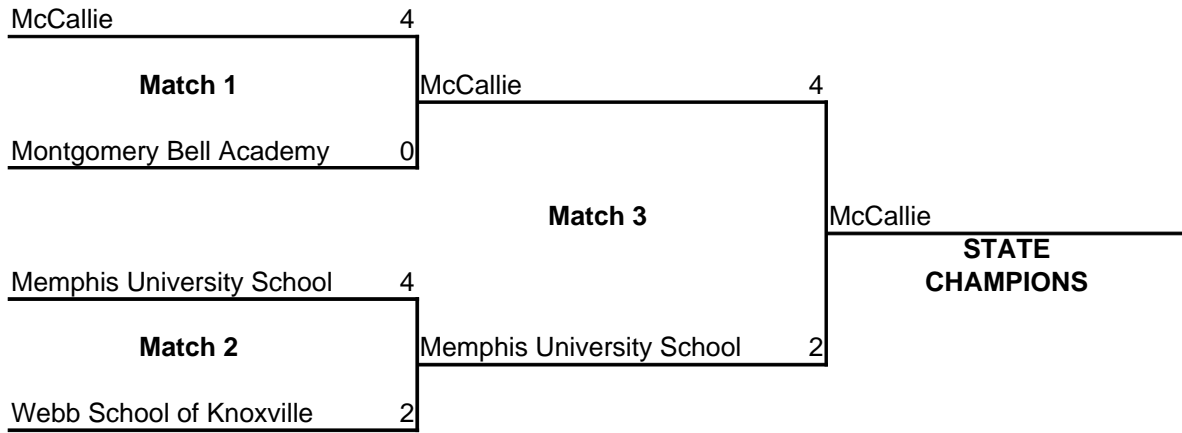 McCallie 4
Match 1
McCallie 4
Montgomery Bell Academy 0
Match 3
McCallie
STATE
CHAMPIONS
Memphis University School 4
Match 2
Memphis University School 2
Webb School of Knoxville 2